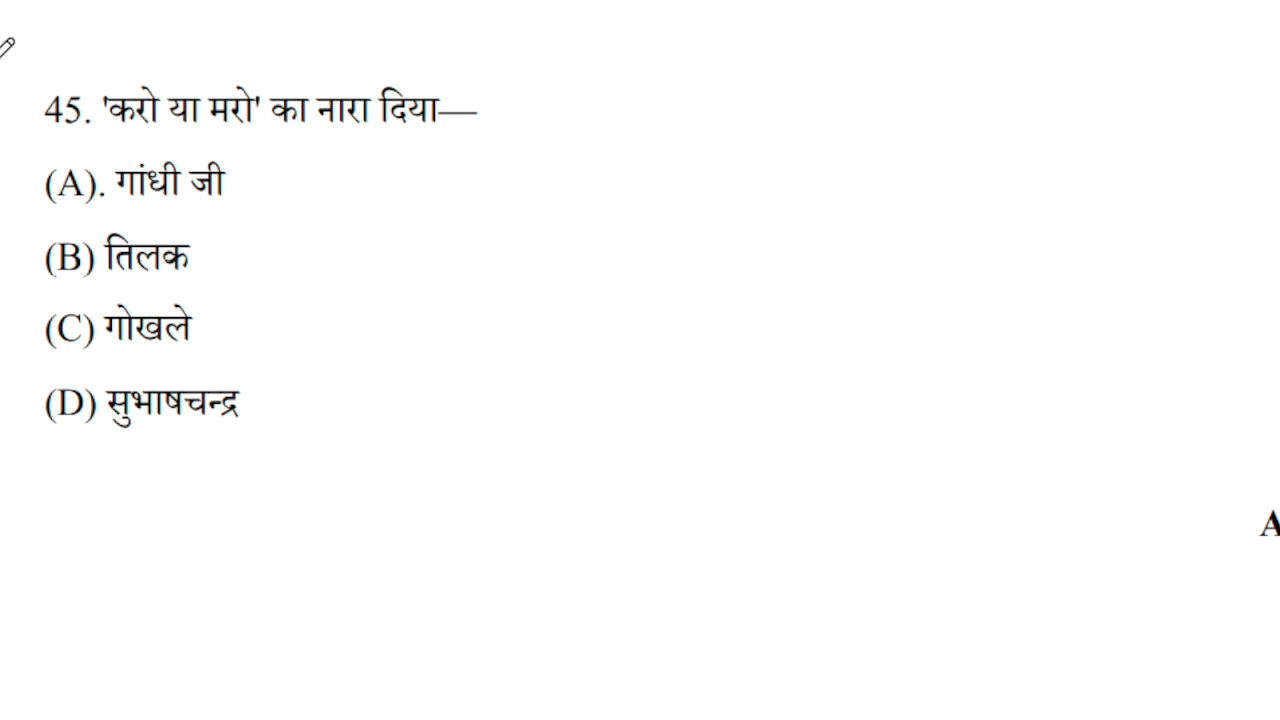 45. 'करो या मरो' का नारा दिया—
(A). गांधी जी
(B) तिलक
(C) गोखले
(D) सुभाषचन्द्र
A